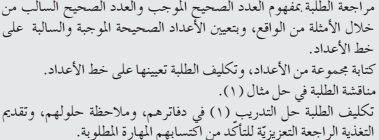 مراجعة الطلبة بمفهوم العدد الصحيح الموجب والعدد الصحيح السالب من
خلال الأمثلة من الواقع، وبتعيين الأعداد الصحيحة الموجبة والسالبة على
خط الأعداد.
كتابة مجموعة من الأعداد، وتكليف الطلبة تعيينها على خط الأعداد.
مناقشة الطلبة في حل مثال (١).
تكليف الطلبة حل التدريب (١) في دفاترهم، وملاحظة حلولهم، وتقديم
التغذية الراجعة التعزيزيّة للتأكّد من اكتسابهم المهارة المطلوبة.